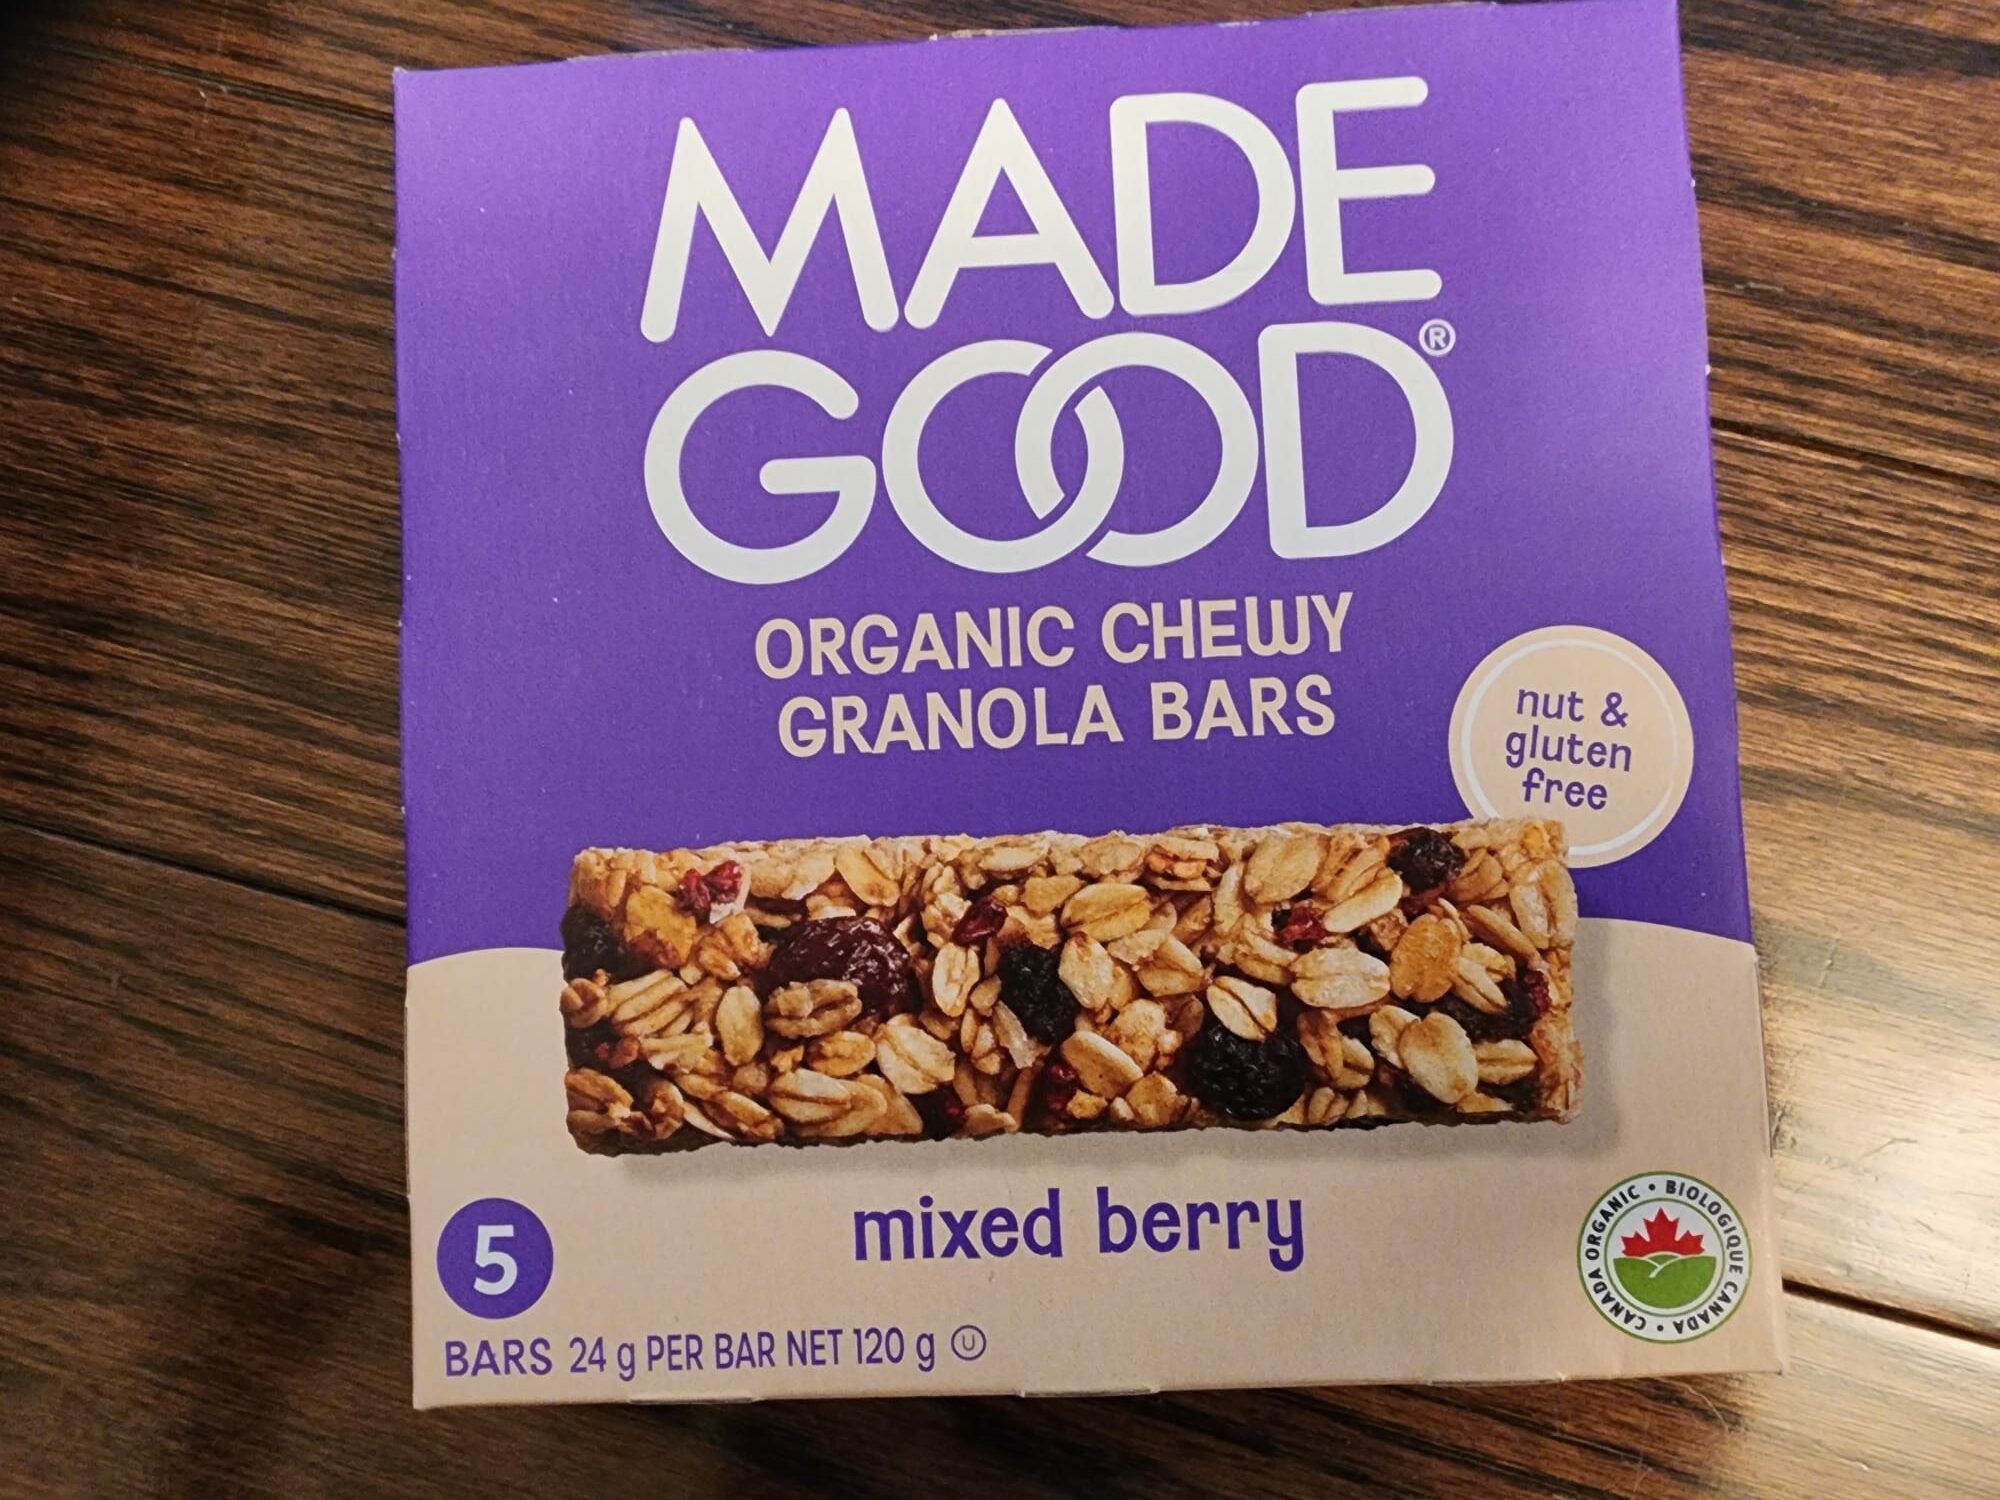 MADE
GOOD®
ORGANIC CHEWY
GRANOLA BARS
nut &
gluten
free
mixed berry
5
BARS 24 g PER BAR NET 120 g Ⓤ
CANADA ORGANIC • BIOLOGIQUE CANADA •